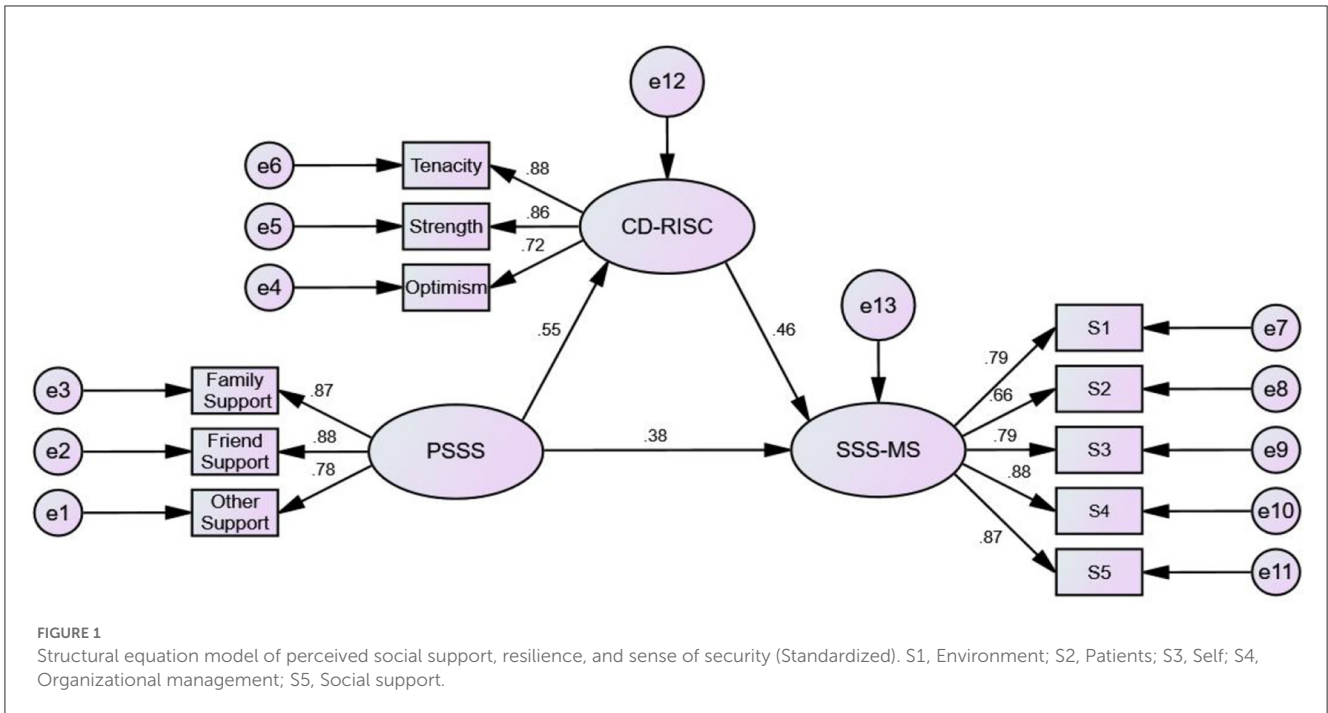 e12
e6
Tenacity
.88
e5
Strength
.86
CD-RISC
.72
e4
Optimism
e13
.55
.46
S1
e7
.79
e3
Family
Support
.87
.66
S2
e8
e2
Friend
Support
.88
PSSS
.38
SSS-MS
.79
S3
e9
.78
.88
e1
Other
Support
S4
e10
.87
S5
e11
FIGURE 1
Structural equation model of perceived social support, resilience, and sense of security (Standardized). S1, Environment; S2, Patients; S3, Self; S4,
Organizational management; S5, Social support.